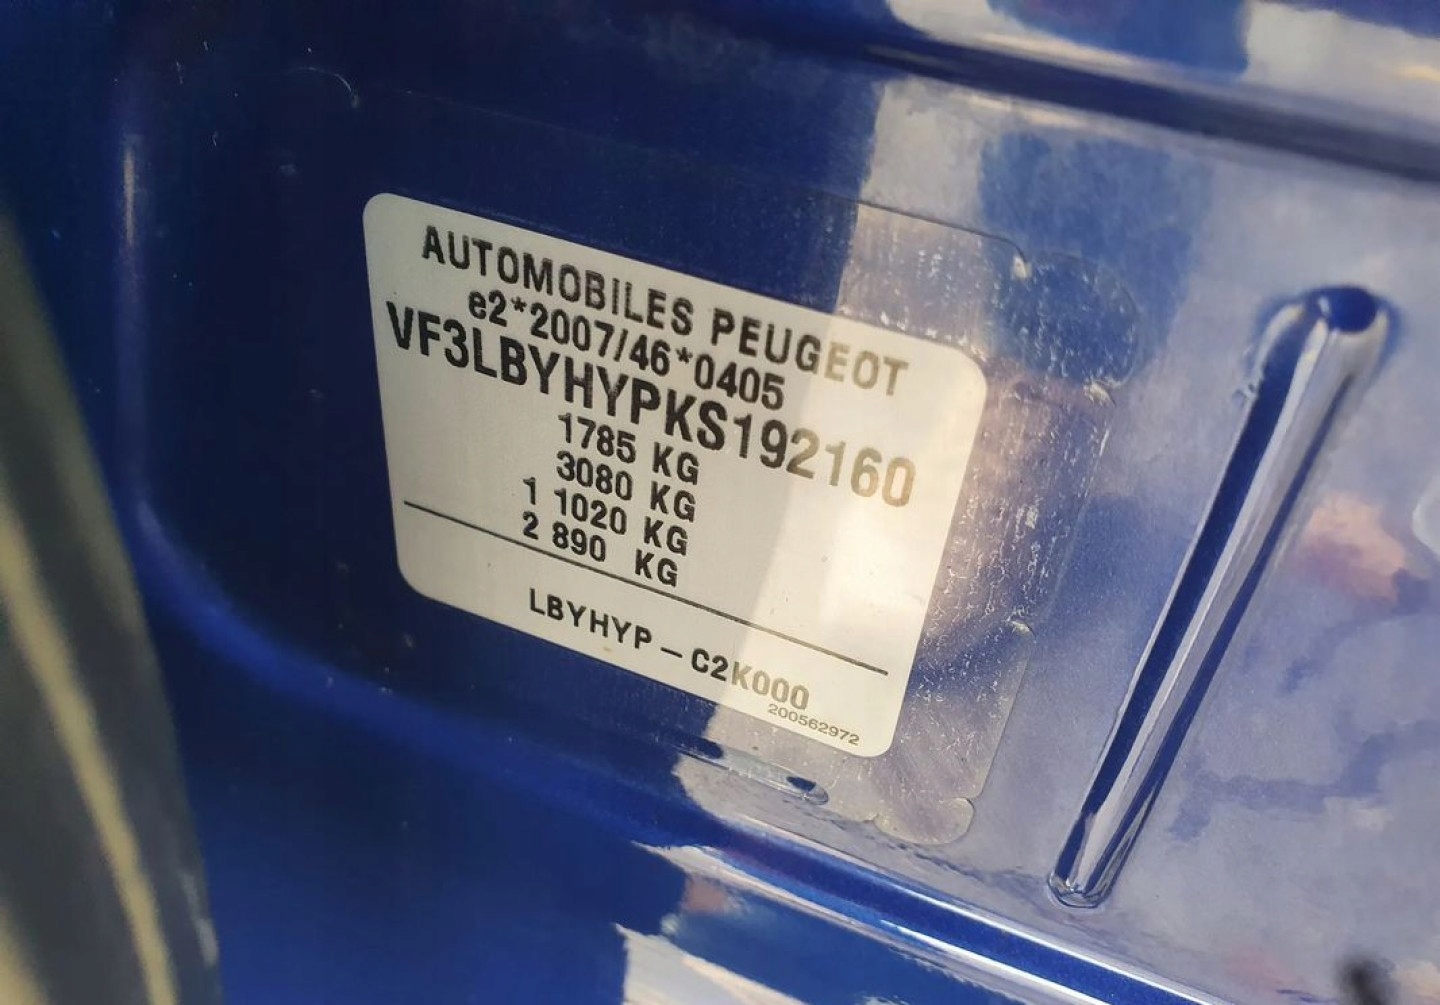 AUTOMOBILES PEUGEOT
e2*2007/46*0405
VF3LBYHYPKS192160
1785 KG
3080 KG
1 1020 KG
2 890 KG
LBYHYP-C2K000
200562972